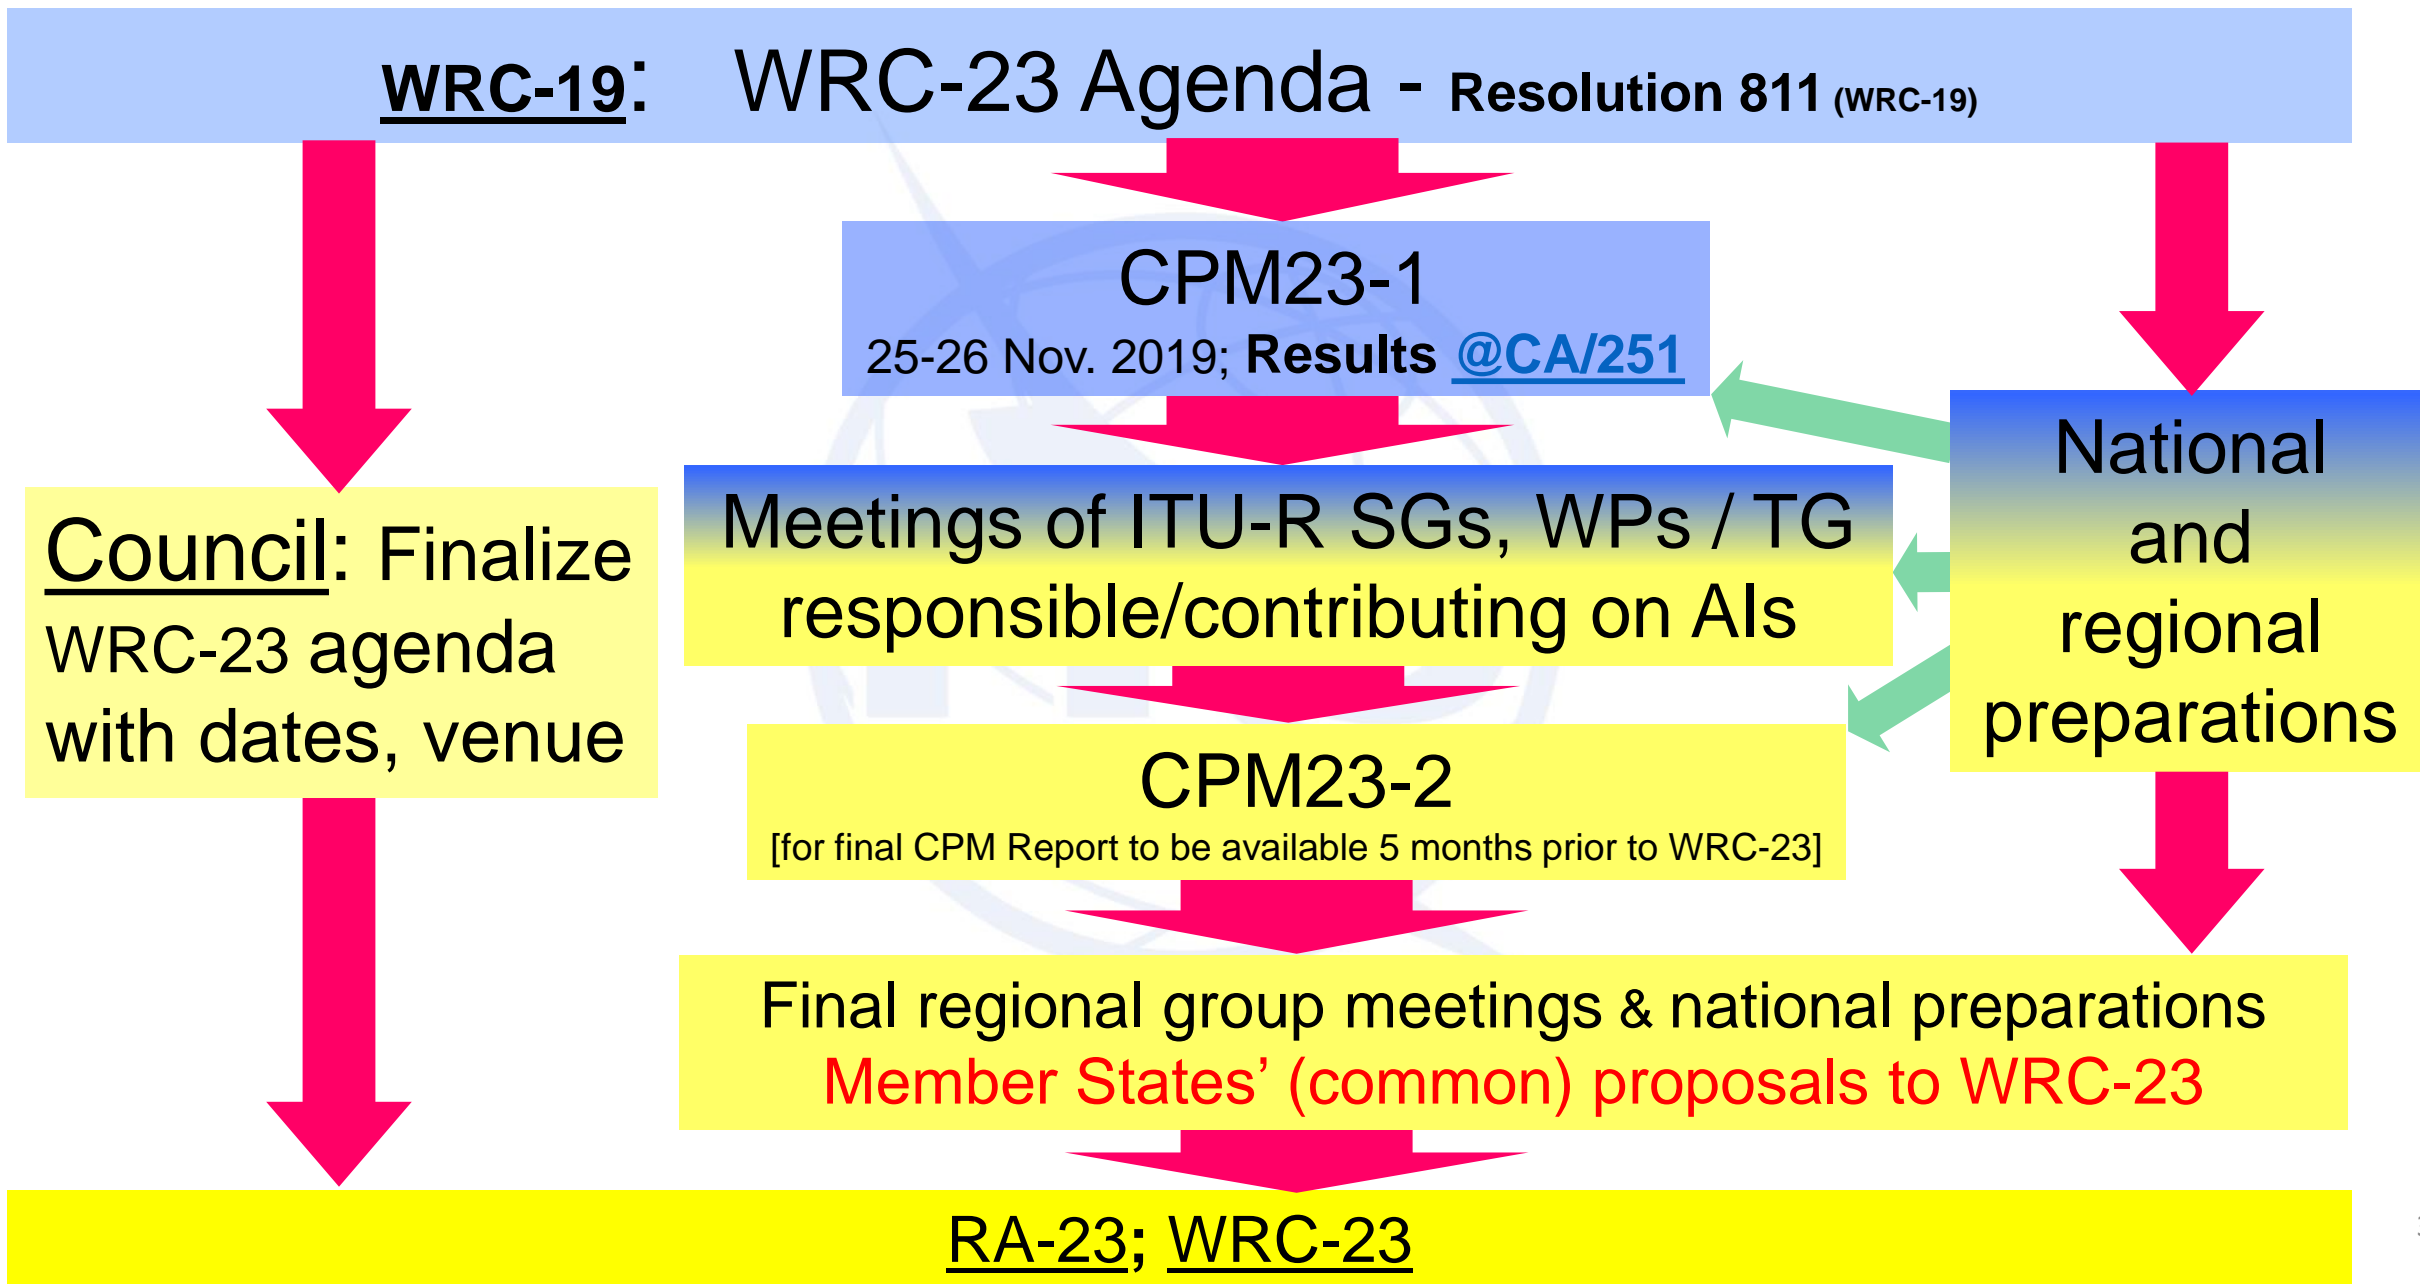 WRC-19: WRC-23 Agenda - Resolution 811 (WRC-19)
CPM23-1
25-26 Nov. 2019; Results @CA/251
Meetings of ITU-R SGs, WPs / TG
responsible/contributing on AIs
National
and
regional
preparations
Council: Finalize
WRC-23 agenda
with dates, venue
CPM23-2
[for final CPM Report to be available 5 months prior to WRC-23]
Final regional group meetings & national preparations
Member States’ (common) proposals to WRC-23
RA-23; WRC-23